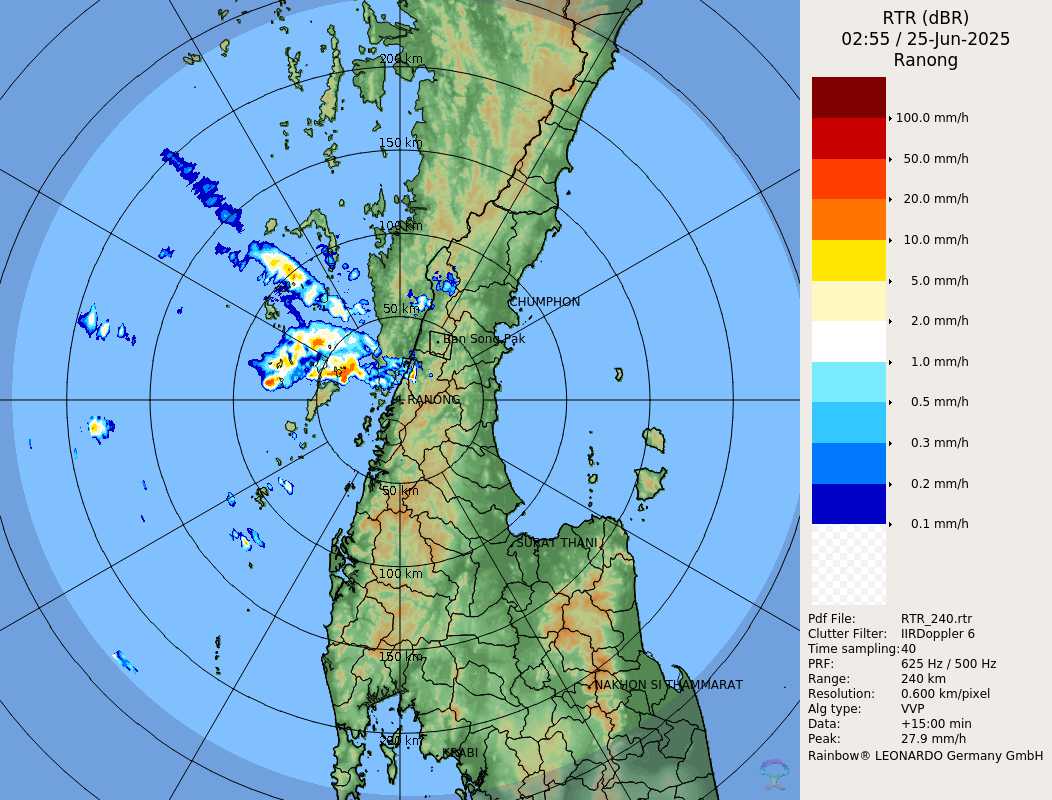 RTR (dBR)
02:55 / 25-Jun-2025
Ranong
100.0 mm/h
50.0 mm/h
20.0 mm/h
10.0 mm/h
5.0 mm/h
2.0 mm/h
1.0 mm/h
0.5 mm/h
0.3 mm/h
0.2 mm/h
0.1 mm/h
Pdf File: RTR_240.rtr
Clutter Filter: IIRDoppler 6
Time sampling: 40
PRF: 625 Hz / 500 Hz
Range: 240 km
Resolution: 0.600 km/pixel
Alg type: VVP
Data: +15:00 min
Peak: 27.9 mm/h
Rainbow® LEONARDO Germany GmbH
200 km
150 km
100 km
50 km
CHUMPHON
Ban Song Pak
RANONG
50 km
SURAT THANI
100 km
150 km
NAKHON SI THAMMARAT
200 km
KRABI